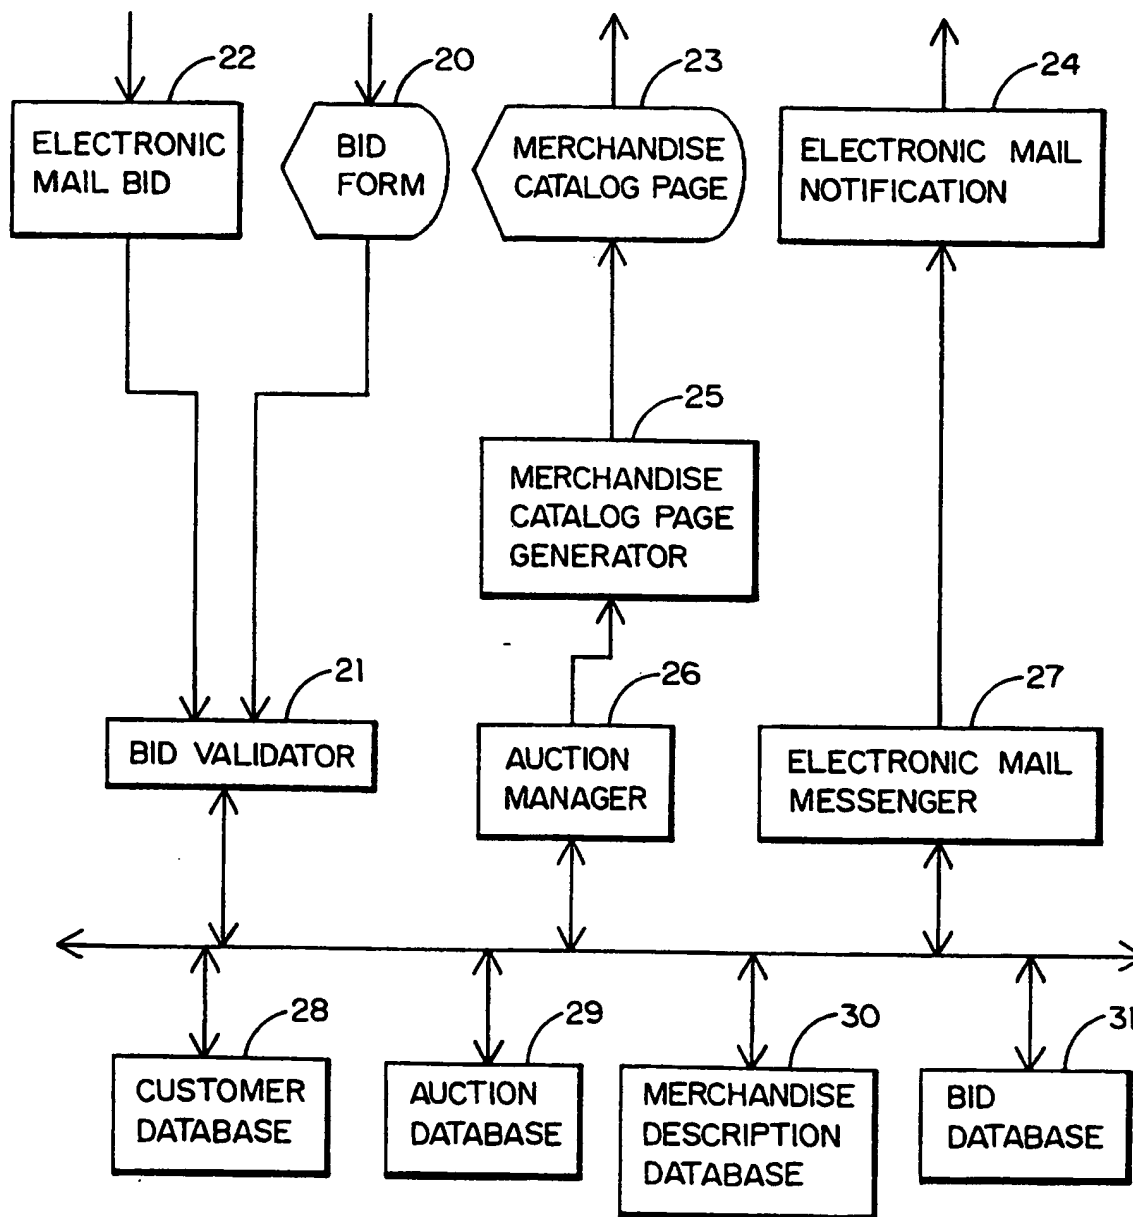 22
20
23
24
ELECTRONIC
MAIL BID
BID
FORM
MERCHANDISE
CATALOG PAGE
ELECTRONIC MAIL
NOTIFICATION
25
MERCHANDISE
CATALOG PAGE
GENERATOR
21
26
27
BID VALIDATOR
AUCTION
MANAGER
ELECTRONIC MAIL
MESSENGER
28
29
30
31
CUSTOMER
DATABASE
AUCTION
DATABASE
MERCHANDISE
DESCRIPTION
DATABASE
BID
DATABASE